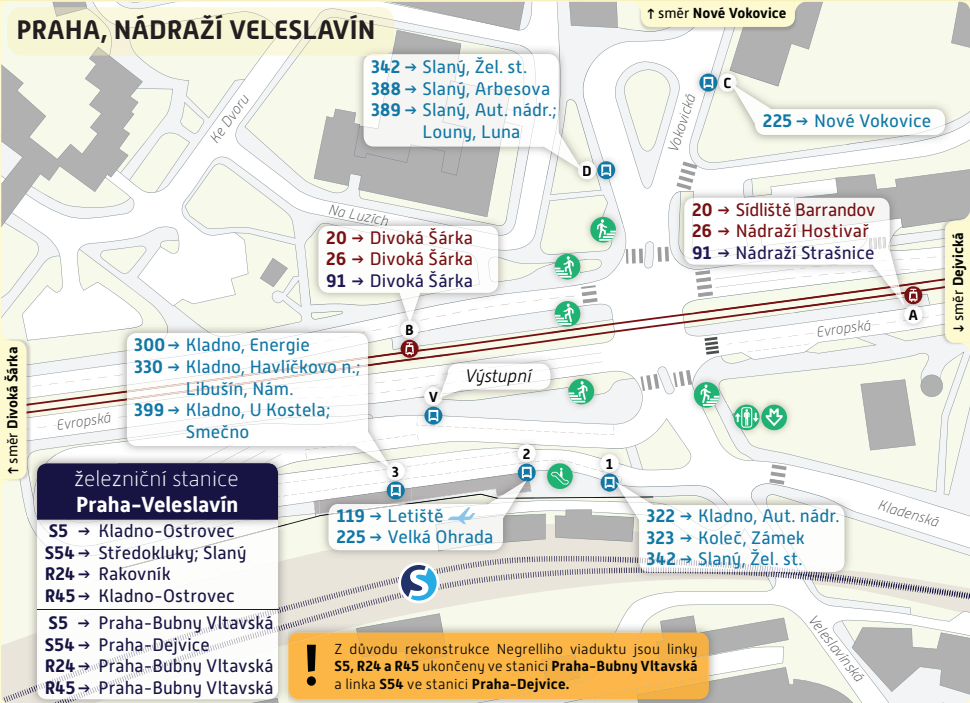 PRAHA, NÁDRAŽÍ VELESLAVÍN
↑ směr Nové Vokovice
342 → Slaný, Žel. st.
388 → Slaný, Arbesova
389 → Slaný, Aut. nádr.;
Louny, Luna
C
225 → Nové Vokovice
Ke Dvoru
Vokovická
D
Na Luzích
20 → Divoká Šárka
26 → Divoká Šárka
91 → Divoká Šárka
20 → Sídliště Barrandov
26 → Nádraží Hostivař
91 → Nádraží Strašnice
↓ směr Dejvická
A
B
Evropská
300 → Kladno, Energie
330 → Kladno, Havlíčkovo n.;
Libušín, Nám.
399 → Kladno, U Kostela;
Smečno
Výstupní
V
↑ směr Divoká Šárka
Evropská
3
2
1
železniční stanice
Praha-Veleslavín
S5 → Kladno-Ostrovec
S54 → Středokluky; Slaný
R24 → Rakovník
R45 → Kladno-Ostrovec
S5 → Praha-Bubny Vltavská
S54 → Praha-Dejvice
R24 → Praha-Bubny Vltavská
R45 → Praha-Bubny Vltavská
119 → Letiště
225 → Velká Ohrada
322 → Kladno, Aut. nádr.
323 → Koleč, Zámek
342 → Slaný, Žel. st.
Kladenská
S
Veleslavínská
! Z důvodu rekonstrukce Negrelliho viaduktu jsou linky
S5, R24 a R45 ukončeny ve stanici Praha-Bubny Vltavská
a linka S54 ve stanici Praha-Dejvice.